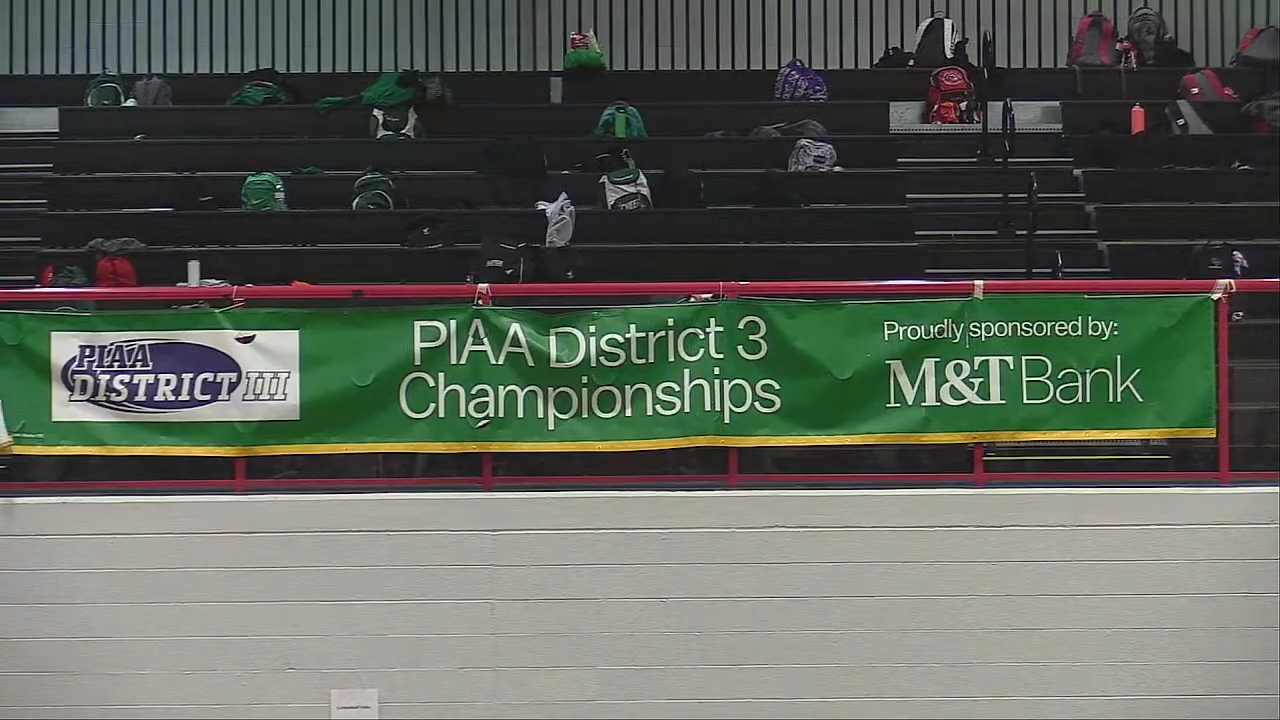 PIAA
DISTRICT III
PIAA District 3
Championships
Proudly sponsored by:
M&T Bank